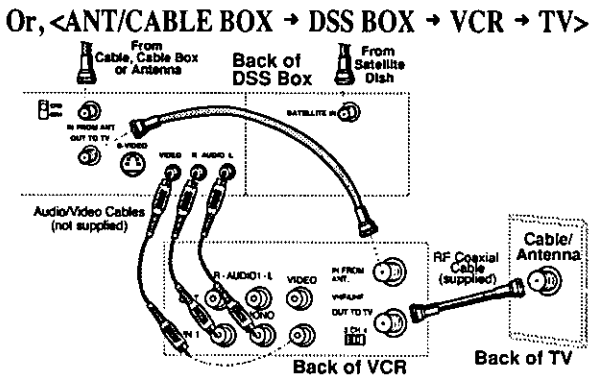 Or, <ANT/CABLE BOX → DSS BOX → VCR → TV>
From
Cable, Cable Box
or Antenna
Back of
DSS Box
From
Satellite
Dish
IN FROM ANT
OUT TO TV
S-VIDEO
SATELLITE IN
VIDEO R AUDIO L
Audio/Video Cables
(not supplied)
R - AUDIO1 - L
VIDEO
IN FROM
ANT.
VHF/UHF
OUT TO TV
3 CH 4
IN 1
RF Coaxial
Cable
(supplied)
Cable/
Antenna
Back of VCR
Back of TV